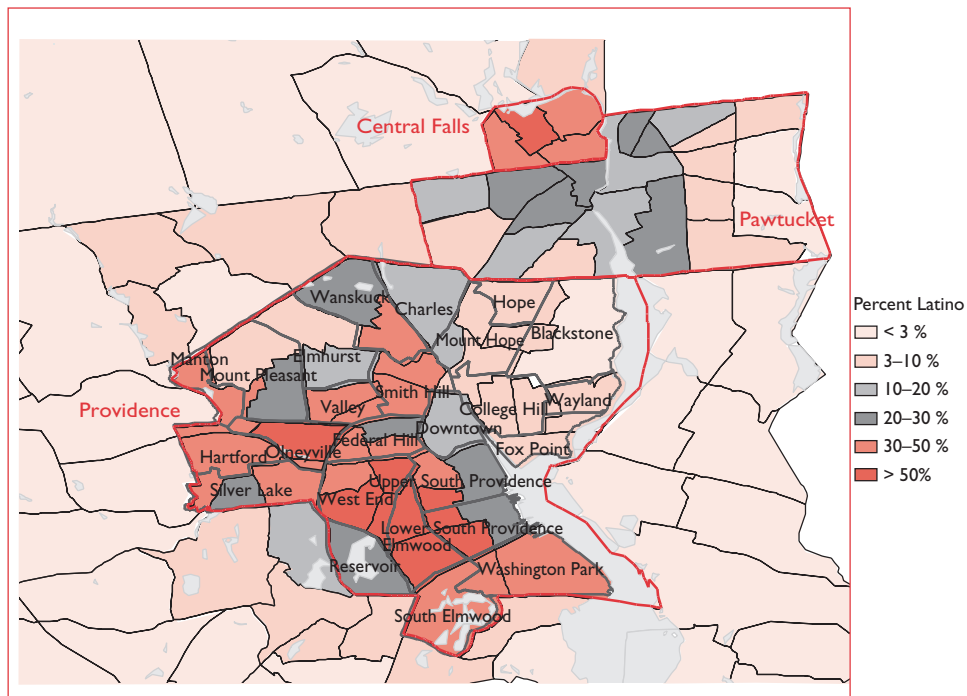 Central Falls
Pawtucket
Wanskuck
Charles
Hope
Blackstone
Mount Hope
Manton
Mount Pleasant
Elmhurst
Smith Hill
Valley
Providence
College Hill
Wayland
Downtown
Federal Hill
Fox Point
Hartford
Olneyville
Silver Lake
Upper South Providence
West End
Lower South Providence
Elmwood
Reservoir
Washington Park
South Elmwood
Percent Latino
< 3 %
3–10 %
10–20 %
20–30 %
30–50 %
> 50%